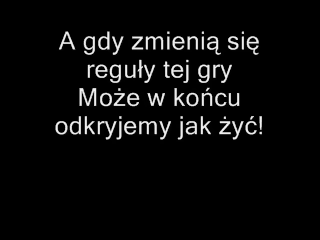 A gdy zmienią się
reguły tej gry
Może w końcu
odkryjemy jak żyć!